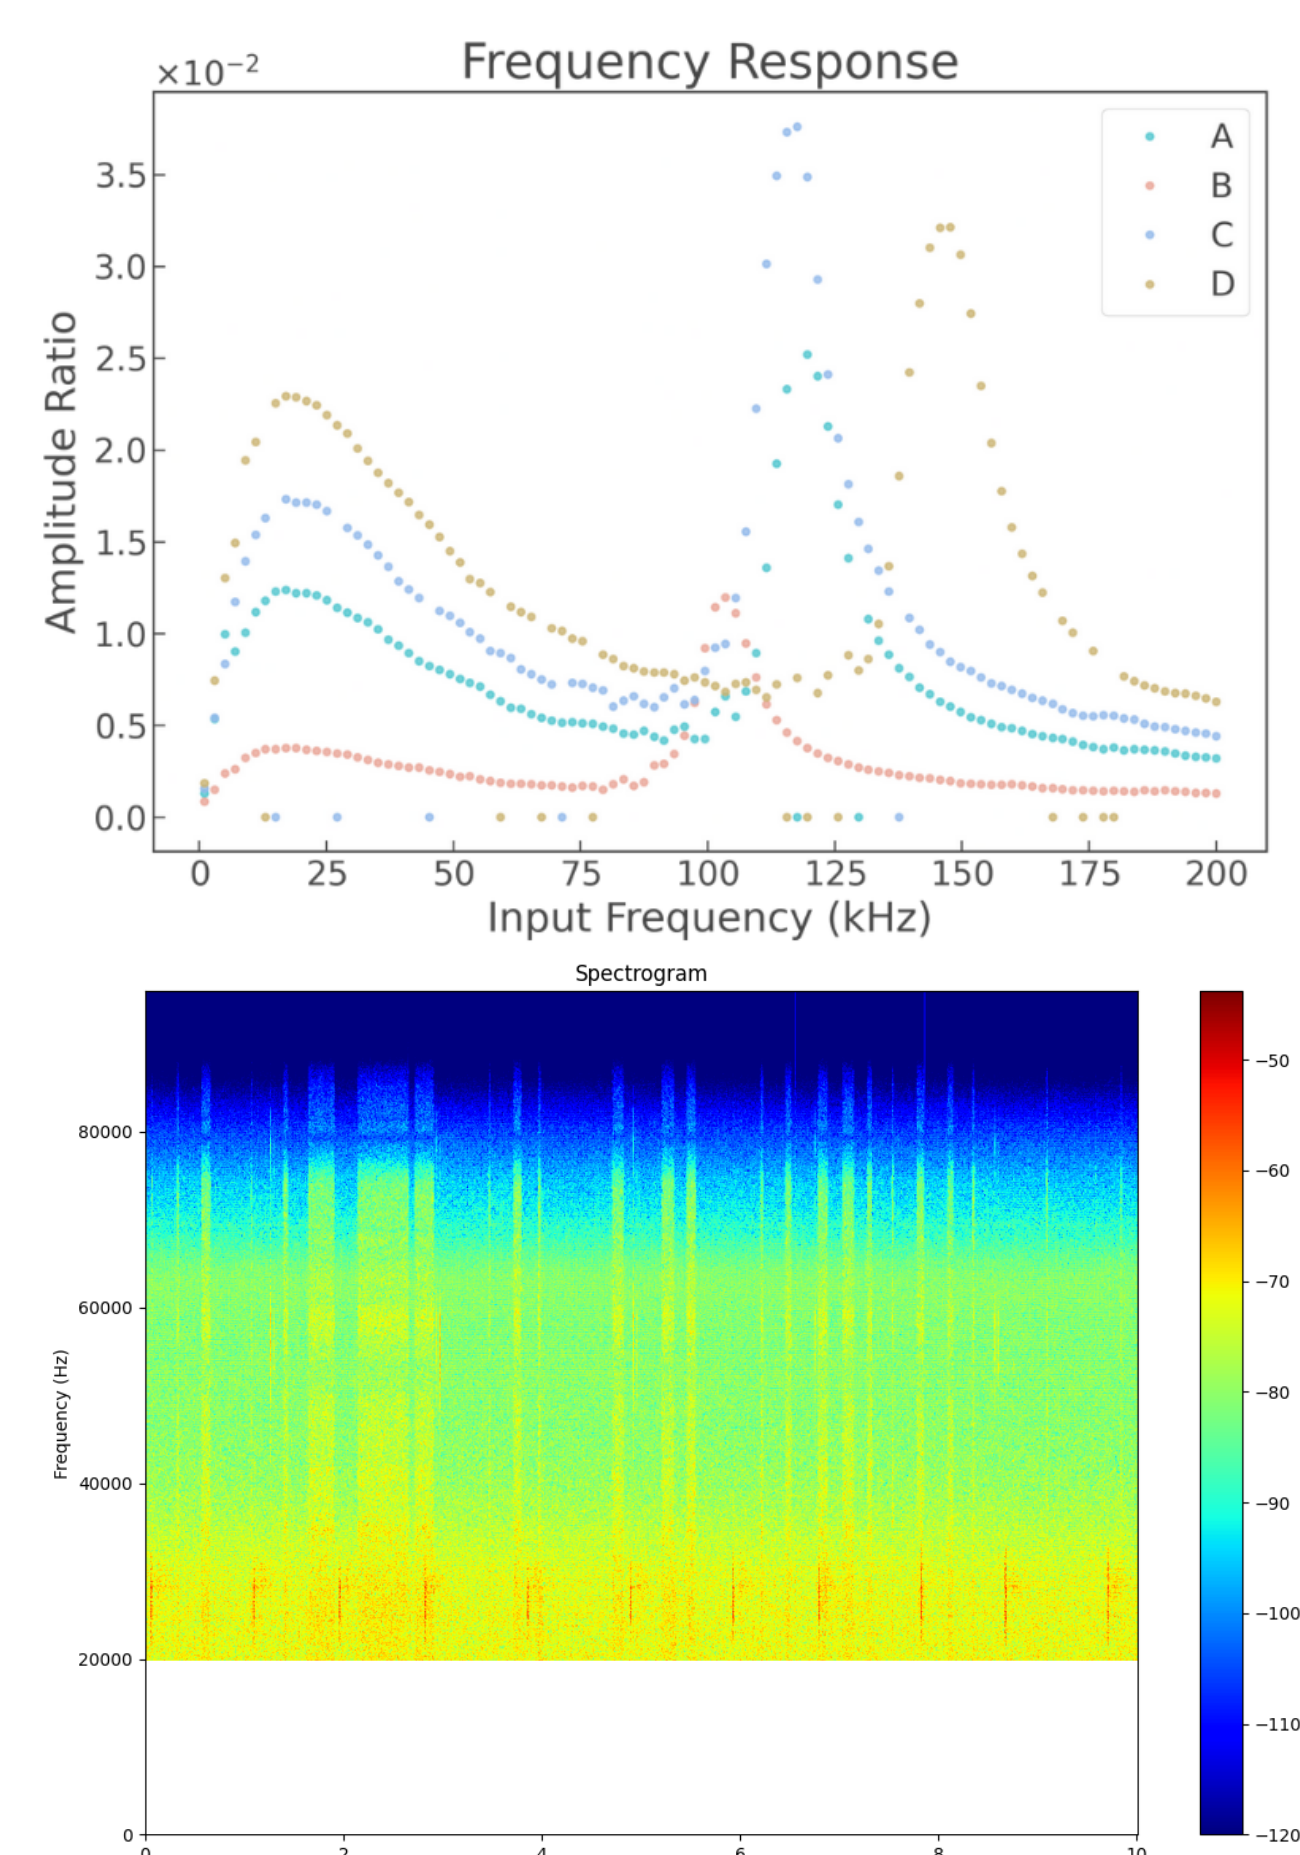 Frequency Response
×10⁻²
A
B
C
D
3.5
3.0
2.5
2.0
1.5
1.0
0.5
0.0
Amplitude Ratio
0 25 50 75 100 125 150 175 200
Input Frequency (kHz)
Spectrogram
80000
60000
40000
20000
0
Frequency (Hz)
0 2 4 6 8 10
−50
−60
−70
−80
−90
−100
−110
−120